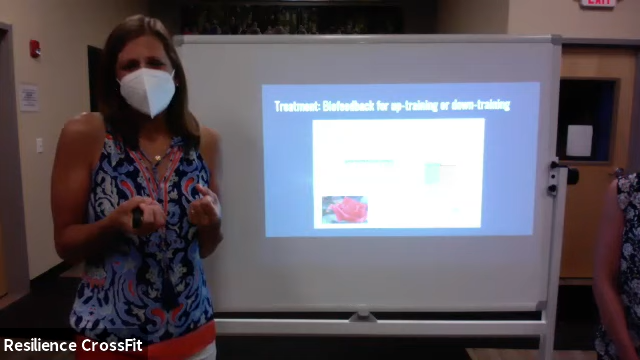 EXIT
Treatment: Biofeedback for up-training or down-training
Resilience CrossFit